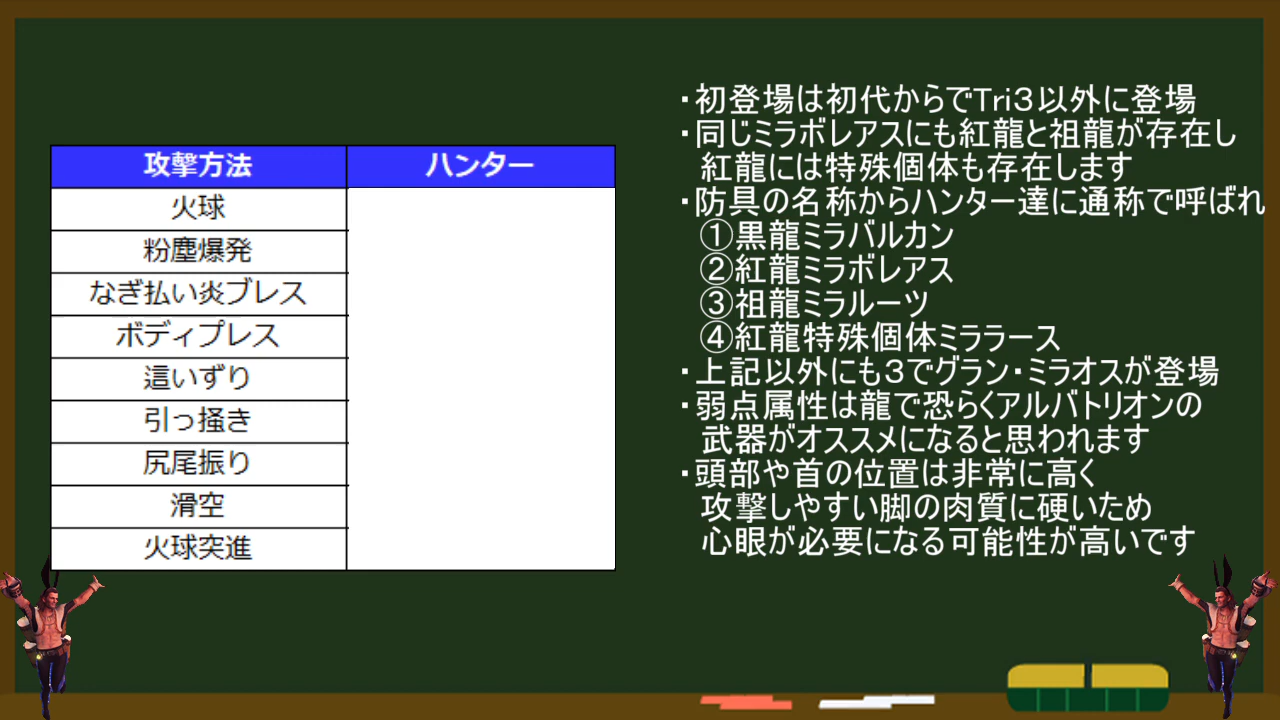 攻撃方法
ハンター
火球
粉塵爆発
なぎ払い炎ブレス
ボディプレス
這いずり
引っ掻き
尻尾振り
滑空
火球突進
・初登場は初代からでTri3以外に登場
・同じミラボレアスにも紅龍と祖龍が存在し
紅龍には特殊個体も存在します
・防具の名称からハンター達に通称で呼ばれ
①黒龍ミラバルカン
②紅龍ミラボレアス
③祖龍ミラルーツ
④紅龍特殊個体ミララース
・上記以外にも3でグラン・ミラオスが登場
・弱点属性は龍で恐らくアルバトリオンの
武器がオススメになると思われます
・頭部や首の位置は非常に高く
攻撃しやすい脚の肉質に硬いため
心眼が必要になる可能性が高いです